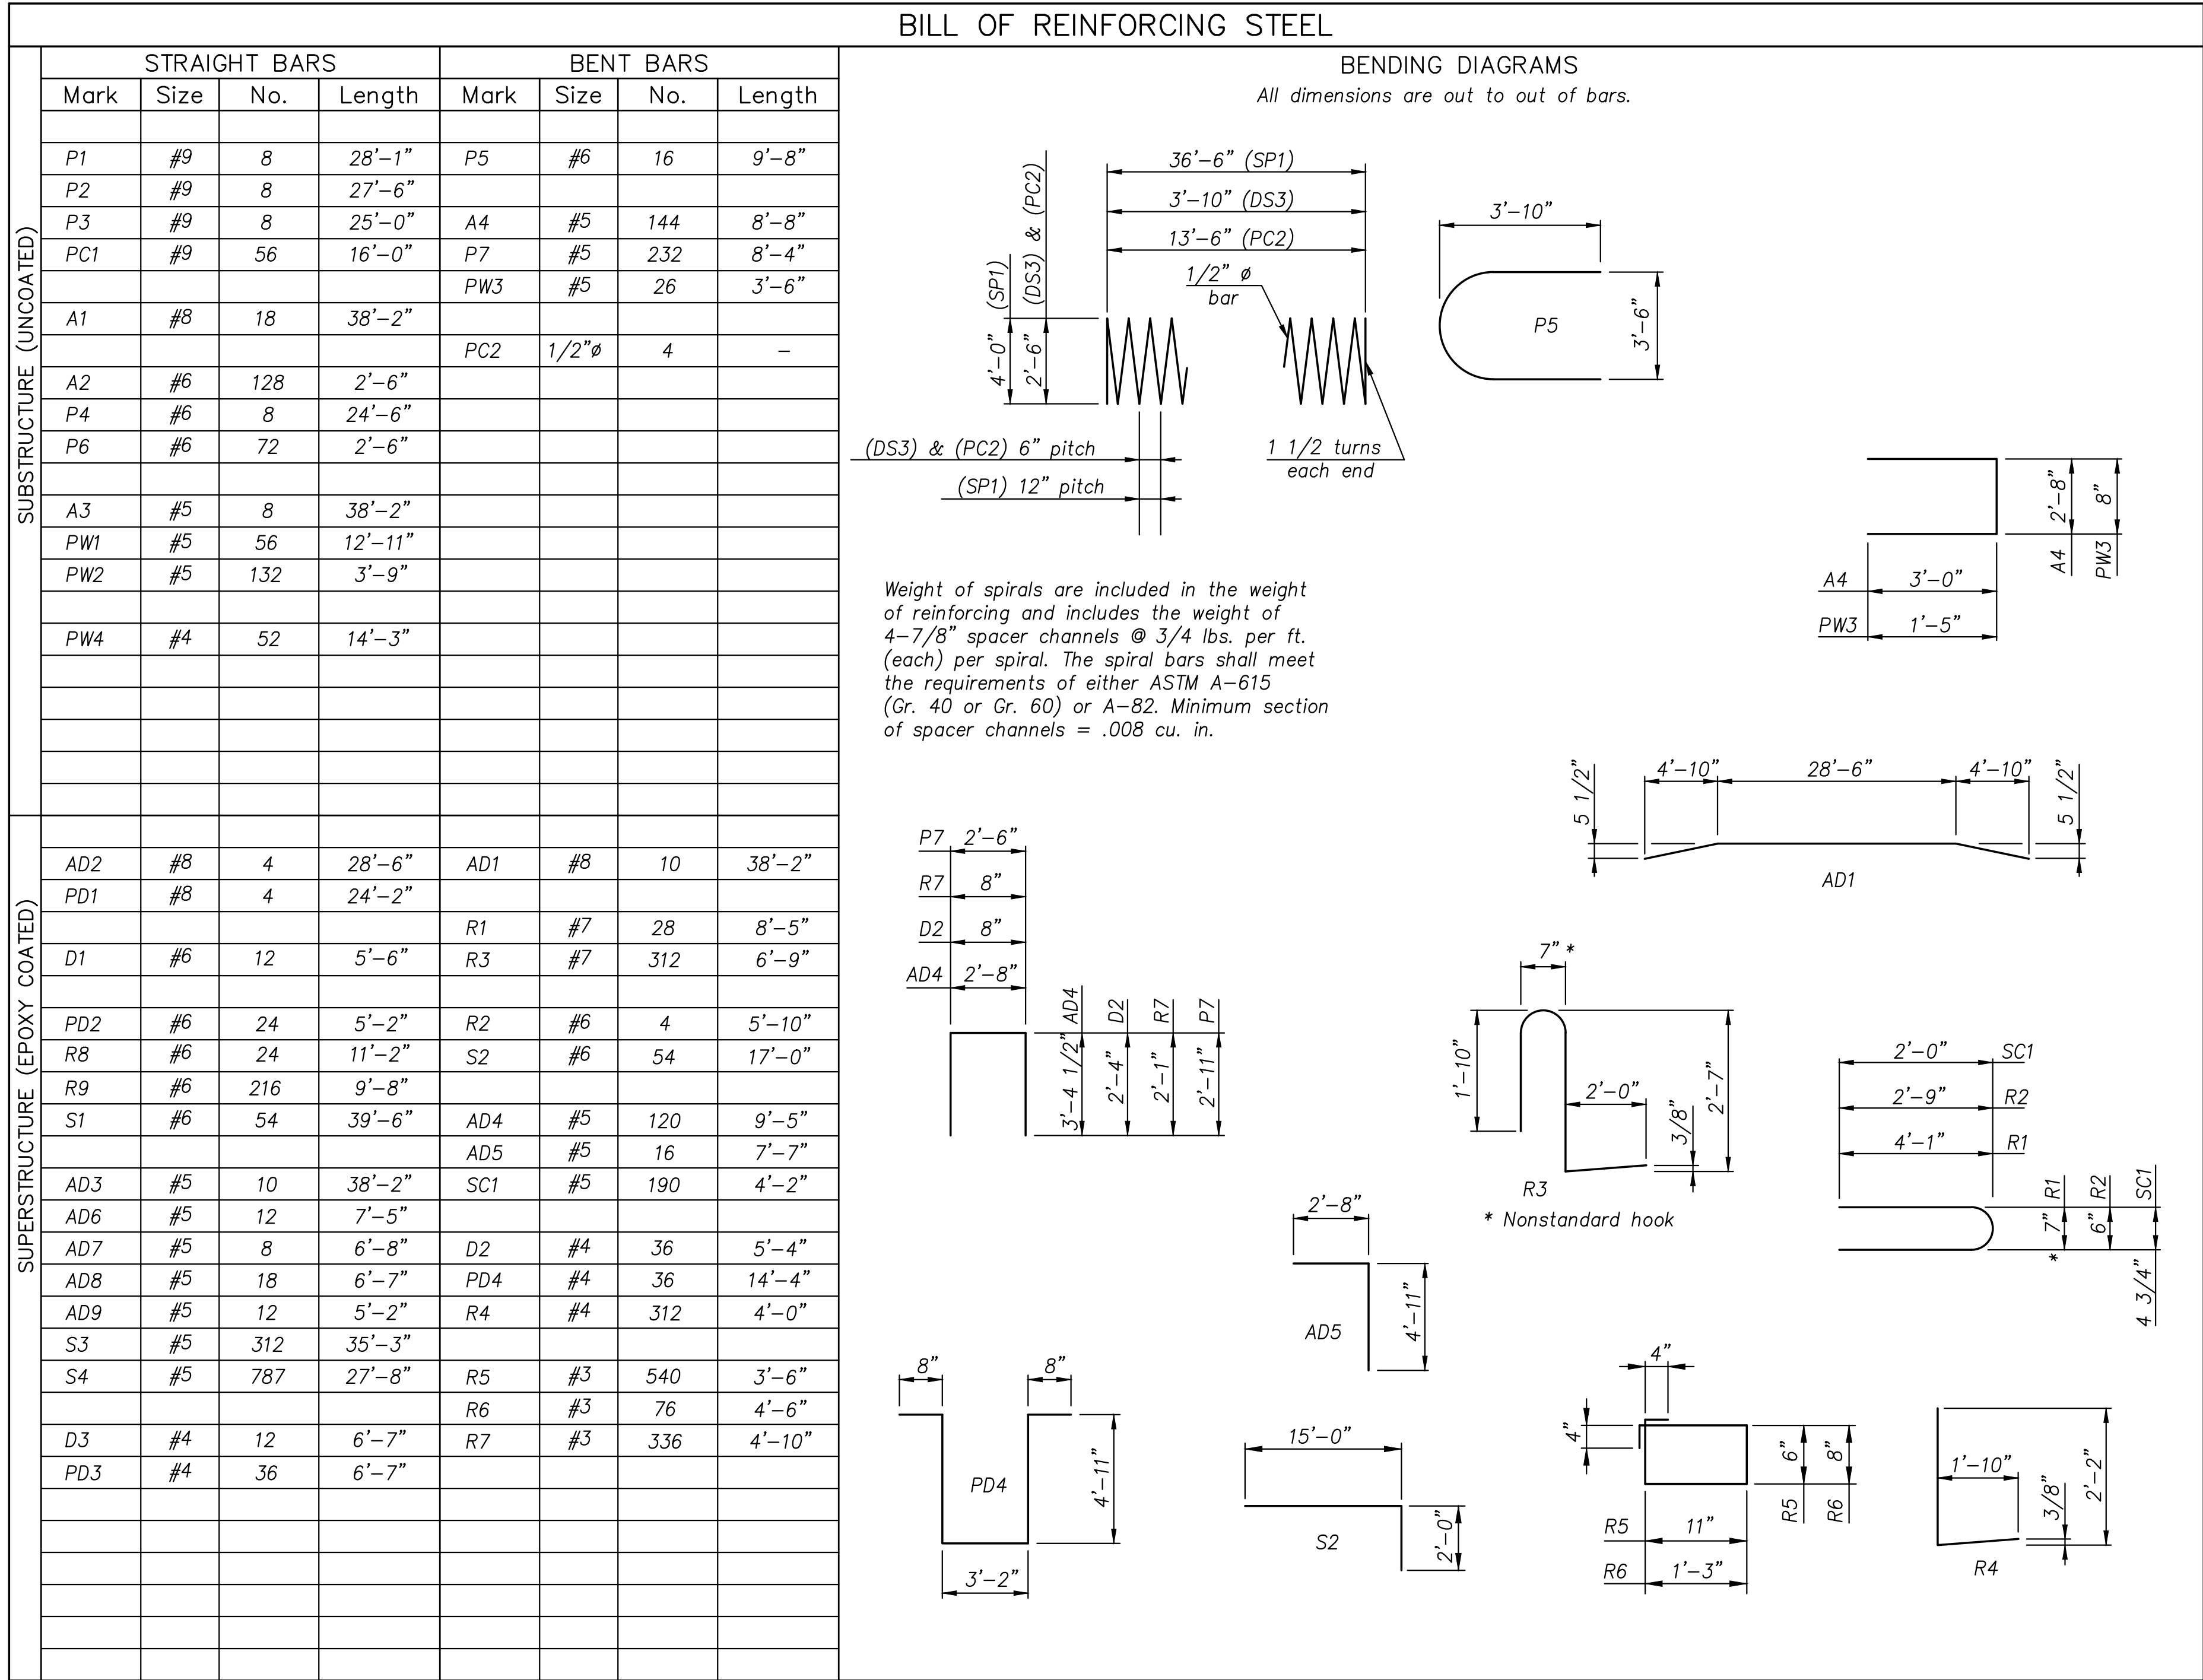 BILL OF REINFORCING STEEL
SUBSTRUCTURE (UNCOATED)
STRAIGHT BARS BENT BARS
Mark Size No. Length Mark Size No. Length
P1 #9 8 28'-1" P5 #6 16 9'-8"
P2 #9 8 27'-6"
P3 #9 8 25'-0" A4 #5 144 8'-8"
PC1 #9 56 16'-0" P7 #5 232 8'-4"
PW3 #5 26 3'-6"
A1 #8 18 38'-2"
PC2 1/2"ø 4 -
A2 #6 128 2'-6"
P4 #6 8 24'-6"
P6 #6 72 2'-6"
A3 #5 8 38'-2"
PW1 #5 56 12'-11"
PW2 #5 132 3'-9"
PW4 #4 52 14'-3"
SUPERSTRUCTURE (EPOXY COATED)
AD2 #8 4 28'-6" AD1 #8 10 38'-2"
PD1 #8 4 24'-2"
R1 #7 28 8'-5"
D1 #6 12 5'-6" R3 #7 312 6'-9"
PD2 #6 24 5'-2" R2 #6 4 5'-10"
R8 #6 24 11'-2" S2 #6 54 17'-0"
R9 #6 216 9'-8"
S1 #6 54 39'-6" AD4 #5 120 9'-5"
AD5 #5 16 7'-7"
AD3 #5 10 38'-2" SC1 #5 190 4'-2"
AD6 #5 12 7'-5"
AD7 #5 8 6'-8" D2 #4 36 5'-4"
AD8 #5 18 6'-7" PD4 #4 36 14'-4"
AD9 #5 12 5'-2" R4 #4 312 4'-0"
S3 #5 312 35'-3"
S4 #5 787 27'-8" R5 #3 540 3'-6"
R6 #3 76 4'-6"
D3 #4 12 6'-7" R7 #3 336 4'-10"
PD3 #4 36 6'-7"
BENDING DIAGRAMS
All dimensions are out to out of bars.
36'-6" (SP1)
3'-10" (DS3)
13'-6" (PC2)
4'-0" (SP1)
2'-6" (DS3) & (PC2)
1/2" ø
bar
(DS3) & (PC2) 6" pitch
(SP1) 12" pitch
1 1/2 turns
each end
3'-10"
P5
3'-6"
A4 2'-8"
PW3 8"
A4 3'-0"
PW3 1'-5"
Weight of spirals are included in the weight
of reinforcing and includes the weight of
4-7/8" spacer channels @ 3/4 lbs. per ft.
(each) per spiral. The spiral bars shall meet
the requirements of either ASTM A-615
(Gr. 40 or Gr. 60) or A-82. Minimum section
of spacer channels = .008 cu. in.
5 1/2" 4'-10" 28'-6" 4'-10" 5 1/2"
AD1
P7 2'-6"
R7 8"
D2 8"
AD4 2'-8"
3'-4 1/2" AD4
2'-4" D2
2'-1" R7
2'-11" P7
7" *
1'-10"
2'-0"
3/8"
2'-7"
R3
* Nonstandard hook
2'-0" SC1
2'-9" R2
4'-1" R1
* 7" R1
6" R2
4 3/4" SC1
2'-8"
4'-11"
AD5
8" 8"
PD4
4'-11"
3'-2"
15'-0"
S2
2'-0"
4"
4"
R5 6"
R6 8"
R5 11"
R6 1'-3"
1'-10"
3/8"
2'-2"
R4